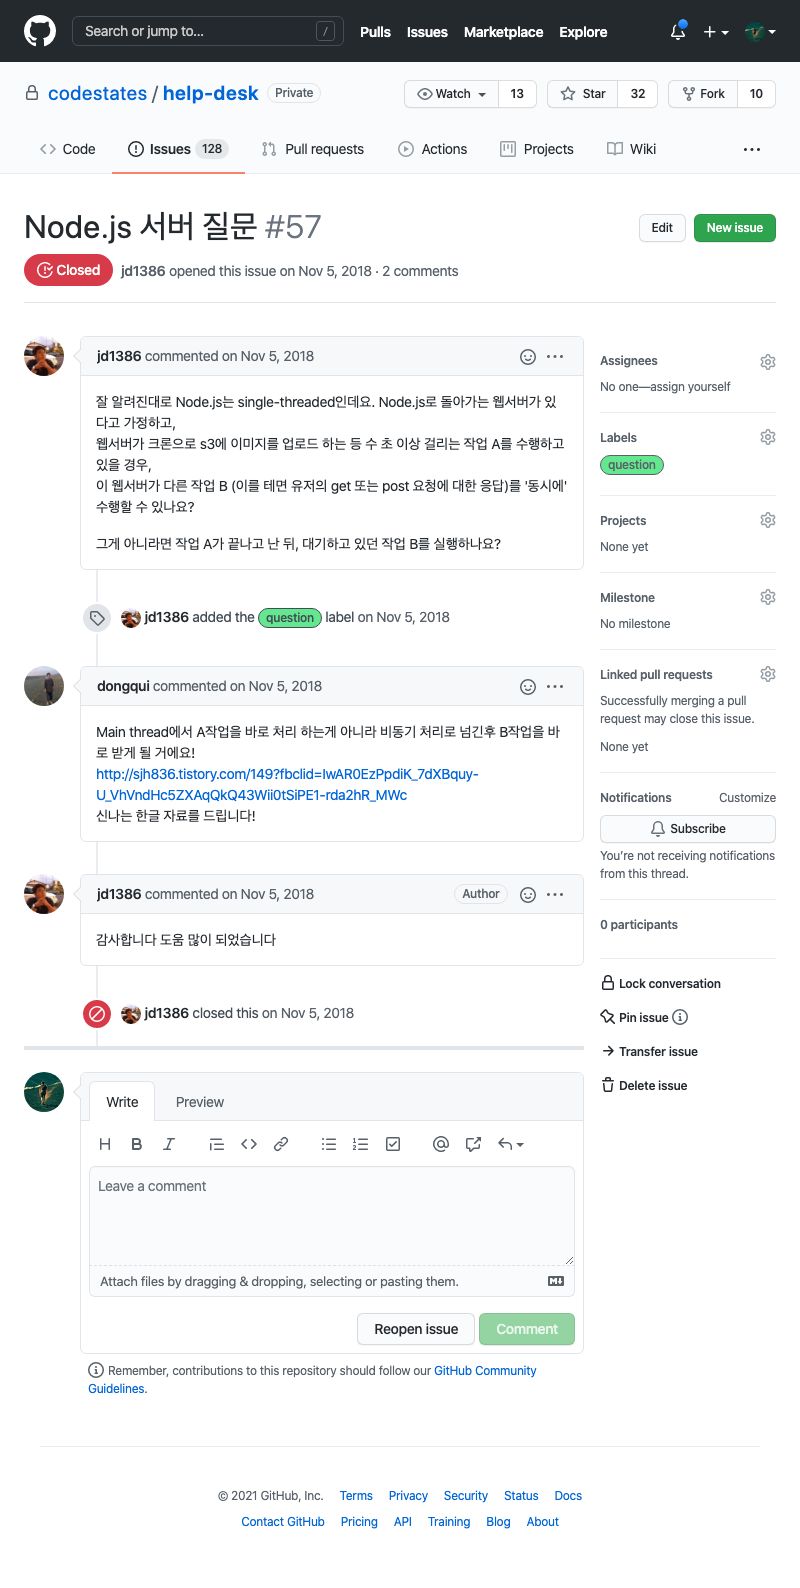 Search or jump to...
/
Pulls
Issues
Marketplace
Explore
codestates / help-desk
Private
Watch
13
Star
32
Fork
10
Code
Issues
128
Pull requests
Actions
Projects
Wiki
Node.js 서버 질문 #57
Edit
New issue
Closed
jd1386 opened this issue on Nov 5, 2018 · 2 comments
jd1386 commented on Nov 5, 2018
잘 알려진대로 Node.js는 single-threaded인데요. Node.js로 돌아가는 웹서버가 있
다고 가정하고,
웹서버가 크론으로 s3에 이미지를 업로드 하는 등 수 초 이상 걸리는 작업 A를 수행하고
있을 경우,
이 웹서버가 다른 작업 B (이를 테면 유저의 get 또는 post 요청에 대한 응답)를 '동시에'
수행할 수 있나요?
그게 아니라면 작업 A가 끝나고 난 뒤, 대기하고 있던 작업 B를 실행하나요?
jd1386 added the question label on Nov 5, 2018
dongqui commented on Nov 5, 2018
Main thread에서 A작업을 바로 처리 하는게 아니라 비동기 처리로 넘긴후 B작업을 바
로 받게 될 거에요!
http://sjh836.tistory.com/149?fbclid=IwAR0EzPpdiK_7dXBquy-
U_VhVndHc5ZXAqQkQ43Wii0tSiPE1-rda2hR_MWc
신나는 한글 자료를 드립니다!
jd1386 commented on Nov 5, 2018
Author
감사합니다 도움 많이 되었습니다
jd1386 closed this on Nov 5, 2018
Write
Preview
Leave a comment
Attach files by dragging & dropping, selecting or pasting them.
Reopen issue
Comment
Remember, contributions to this repository should follow our GitHub Community
Guidelines.
Assignees
No one—assign yourself
Labels
question
Projects
None yet
Milestone
No milestone
Linked pull requests
Successfully merging a pull
request may close this issue.
None yet
Notifications
Customize
Subscribe
You're not receiving notifications
from this thread.
0 participants
Lock conversation
Pin issue
Transfer issue
Delete issue
© 2021 GitHub, Inc.
Terms
Privacy
Security
Status
Docs
Contact GitHub
Pricing
API
Training
Blog
About